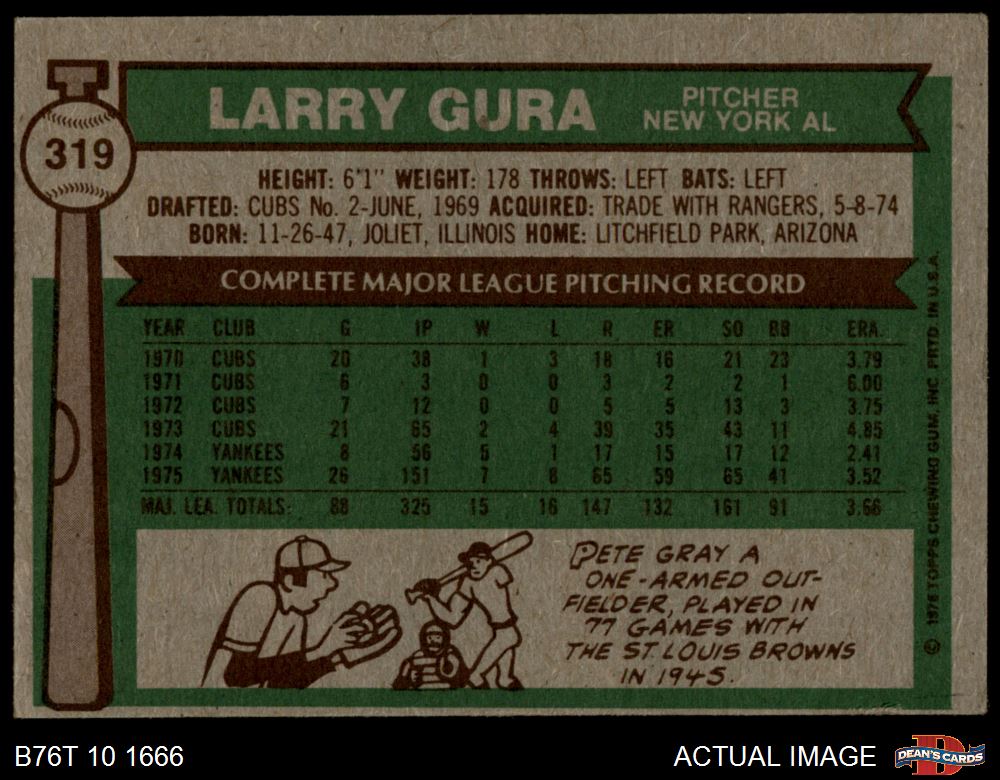 319
LARRY GURA
PITCHER
NEW YORK AL
HEIGHT: 6'1" WEIGHT: 178 THROWS: LEFT BATS: LEFT
DRAFTED: CUBS No. 2-JUNE, 1969 ACQUIRED: TRADE WITH RANGERS, 5-8-74
BORN: 11-26-47, JOLIET, ILLINOIS HOME: LITCHFIELD PARK, ARIZONA
COMPLETE MAJOR LEAGUE PITCHING RECORD
YEAR CLUB G IP W L R ER SO BB ERA.
1970 CUBS 20 38 1 3 18 16 21 23 3.79
1971 CUBS 6 3 0 0 3 2 2 1 6.00
1972 CUBS 7 12 0 0 5 5 13 3 3.75
1973 CUBS 21 65 2 4 39 35 43 11 4.85
1974 YANKEES 8 56 5 1 17 15 17 12 2.41
1975 YANKEES 26 151 7 8 65 59 65 41 3.52
MAJ. LEA. TOTALS: 88 325 15 16 147 132 161 91 3.66
PETE GRAY A
ONE-ARMED OUT-
FIELDER, PLAYED IN
77 GAMES WITH
THE ST. LOUIS BROWNS
IN 1945.
© 1976 TOPPS CHEWING GUM, INC. PRTD. IN U.S.A.
B76T 10 1666
ACTUAL IMAGE
DEAN'S CARDS